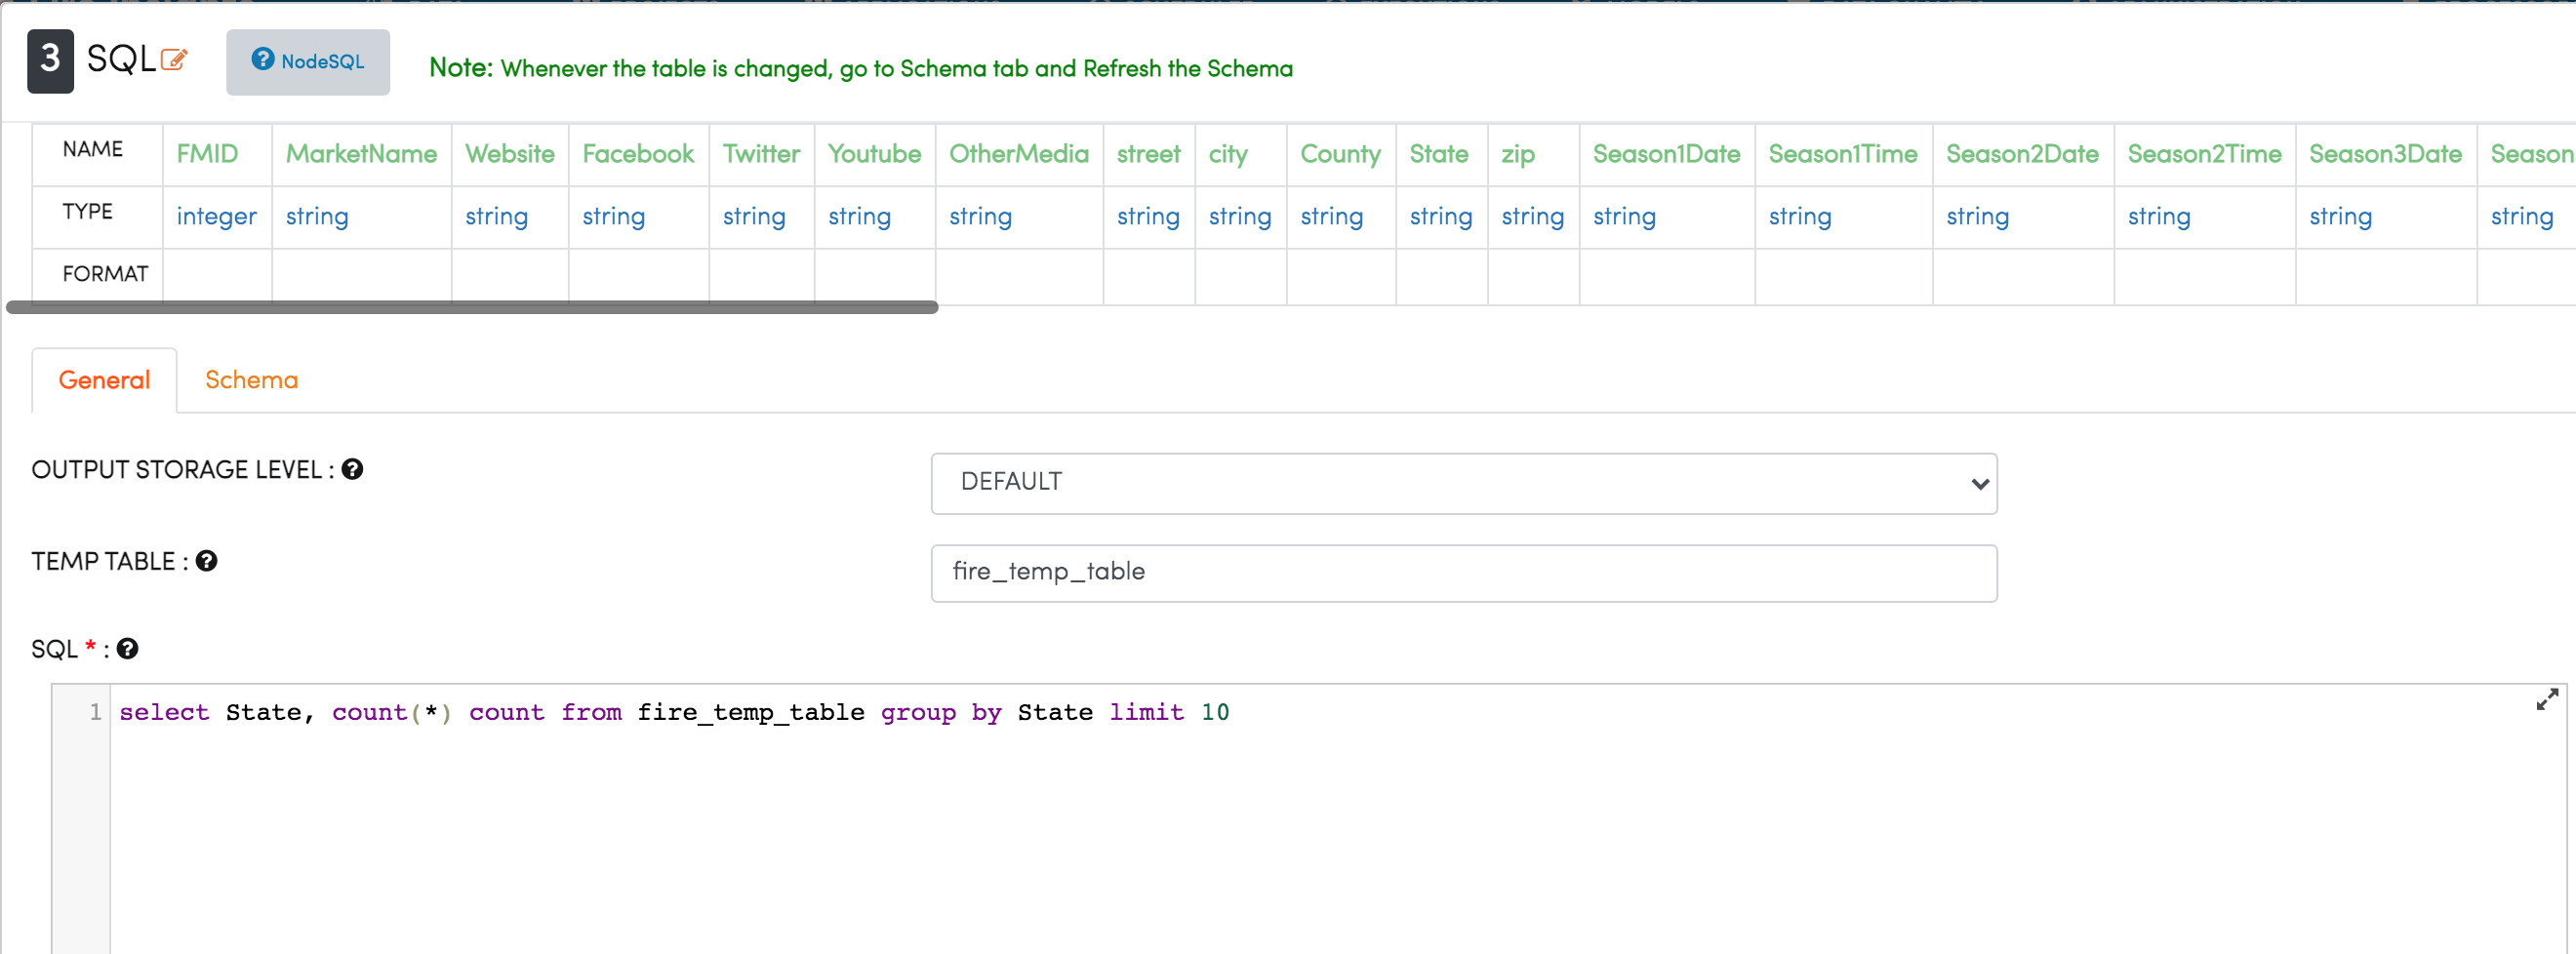 3 SQL NodeSQL Note: Whenever the table is changed, go to Schema tab and Refresh the Schema
NAME FMID MarketName Website Facebook Twitter Youtube OtherMedia street city County State zip Season1Date Season1Time Season2Date Season2Time Season3Date Season
TYPE integer string string string string string string string string string string string string string string string string string
FORMAT
General Schema
OUTPUT STORAGE LEVEL : DEFAULT
TEMP TABLE : fire_temp_table
SQL * :
1 select State, count(*) count from fire_temp_table group by State limit 10